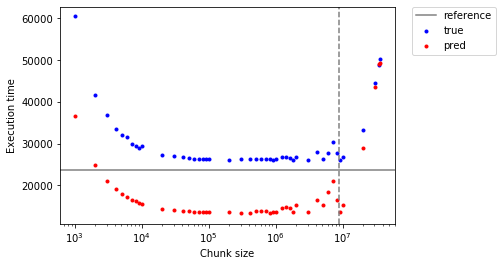 reference
true
pred
60000
50000
40000
30000
20000
Execution time
10³ 10⁴ 10⁵ 10⁶ 10⁷
Chunk size